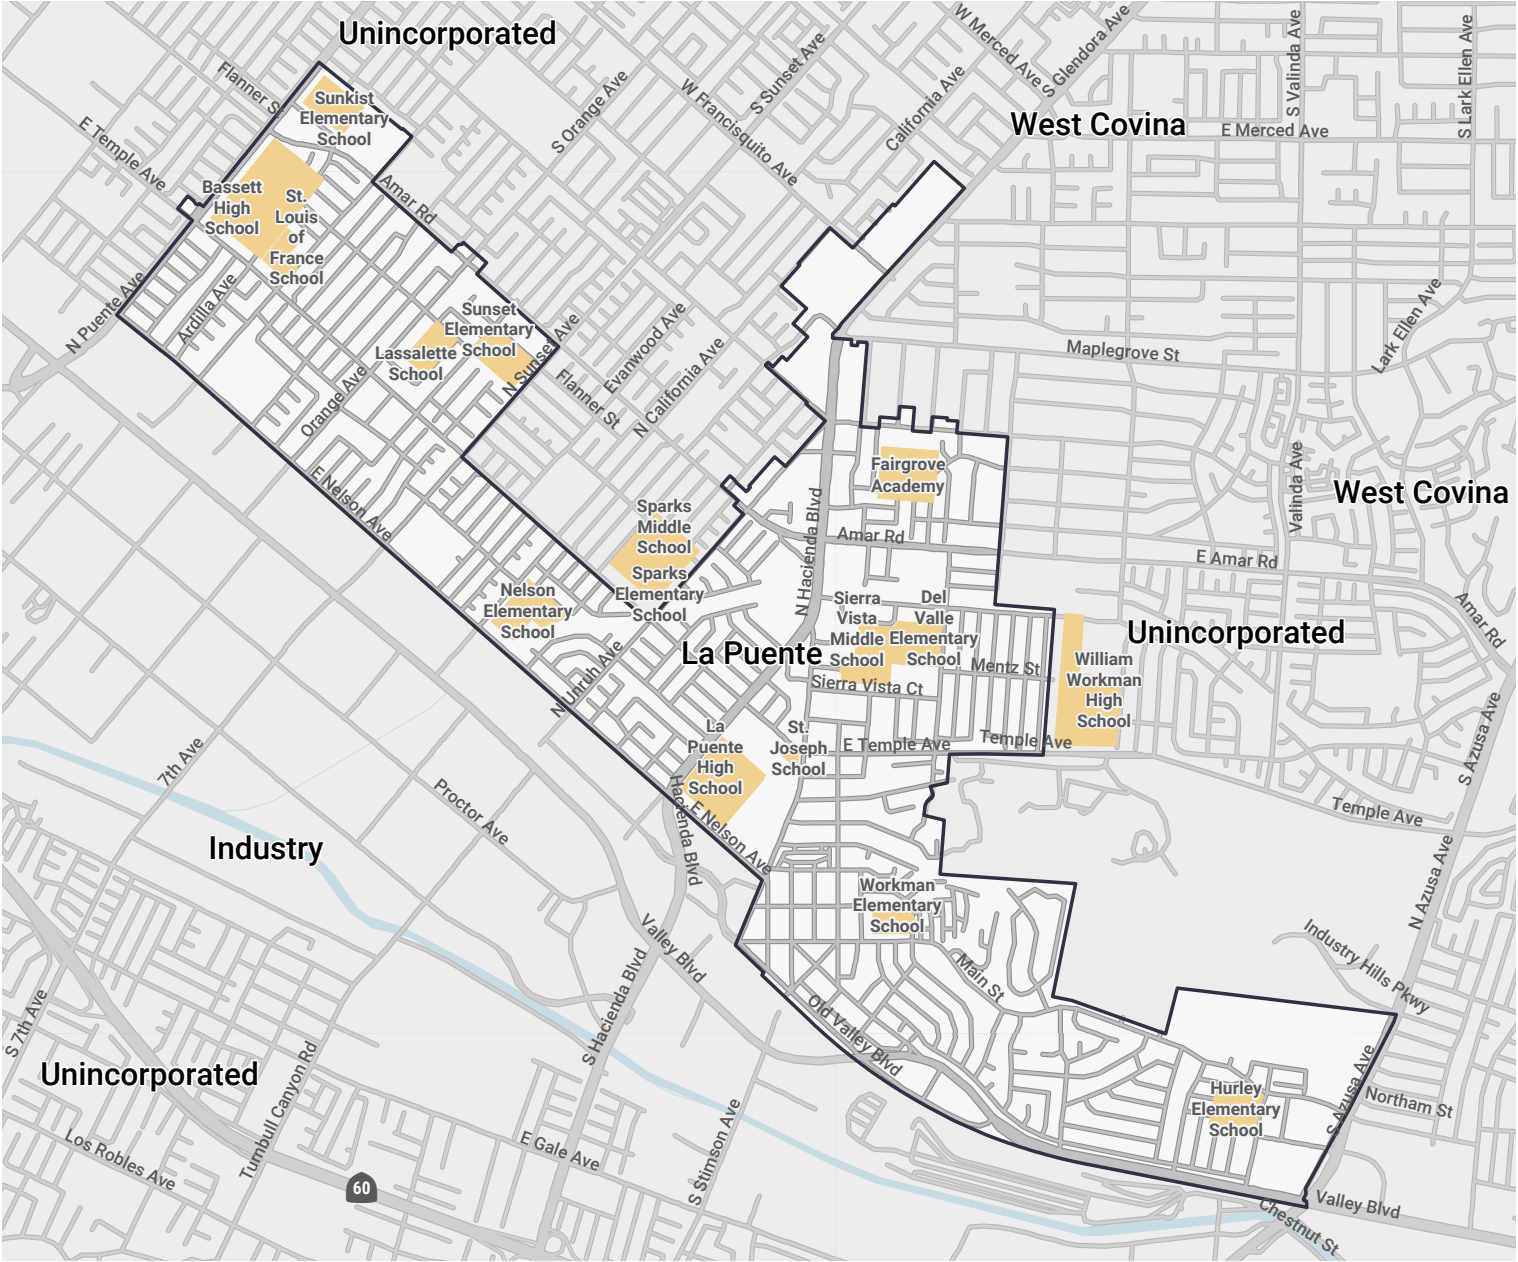 Unincorporated
W Merced Ave
S Glendora Ave
S Valinda Ave
S Lark Ellen Ave
Flanner S
Sunkist
Elementary
School
S Orange Ave
S Sunset Ave
W Francisquito Ave
California Ave
West Covina
E Merced Ave
E Temple Ave
Bassett
High
School
St.
Louis
of
France
School
Amar Rd
N Puente Ave
Ardilla Ave
Sunset
Elementary
School
Lassalette
School
N Sunset Ave
Orange Ave
Flanner St
Evanwood Ave
N California Ave
Maplegrove St
Lark Ellen Ave
E Nelson Ave
Fairgrove
Academy
N Hacienda Blvd
Amar Rd
Valinda Ave
West Covina
E Amar Rd
Amar Rd
Sparks
Middle
School
Sparks
Elementary
School
Nelson
Elementary
School
Sierra
Vista
Middle
School
Del
Valle
Elementary
School
Mentz St
Sierra Vista Ct
La Puente
Unincorporated
William
Workman
High
School
N Unruh Ave
La
Puente
High
School
St.
Joseph
School
E Temple Ave
Temple Ave
S Azusa Ave
7th Ave
Proctor Ave
Hacienda Blvd
E Nelson Ave
Temple Ave
Industry
Workman
Elementary
School
N Azusa Ave
Valley Blvd
Main St
Industry Hills Pkwy
S 7th Ave
S Hacienda Blvd
Old Valley Blvd
Unincorporated
Turnbull Canyon Rd
Hurley
Elementary
School
S Azusa Ave
Northam St
Los Robles Ave
E Gale Ave
S Stimson Ave
60
Valley Blvd
Chestnut St